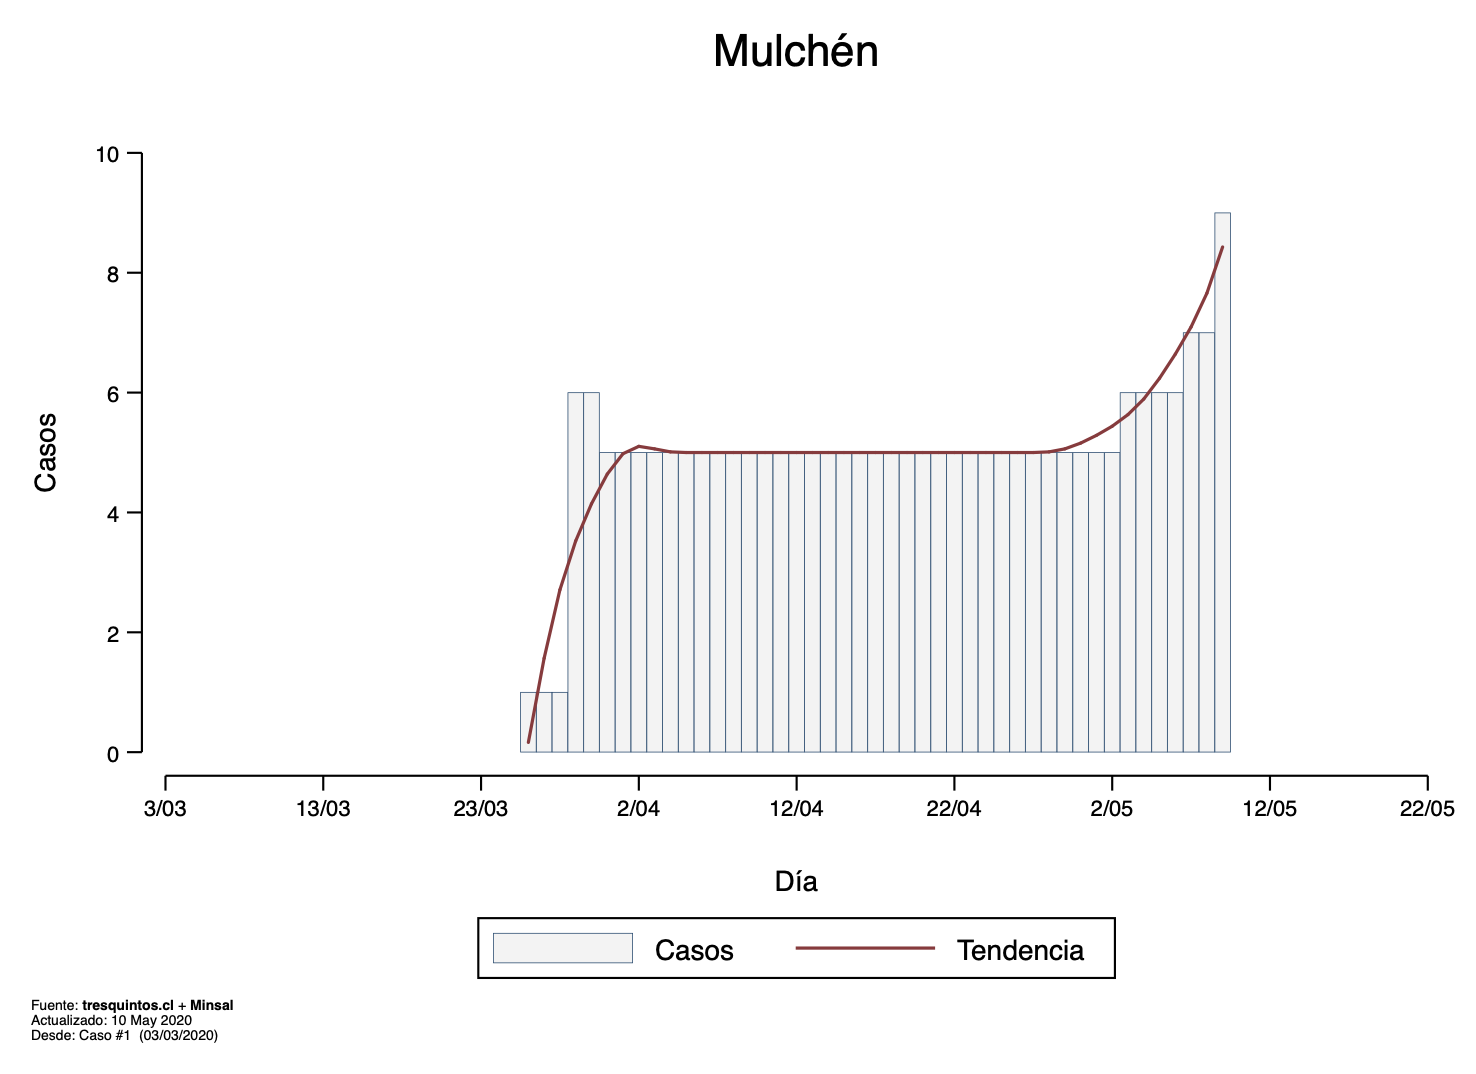 Mulchén
10
8
6
4
2
0
Casos
3/03 13/03 23/03 2/04 12/04 22/04 2/05 12/05 22/05
Día
Casos Tendencia
Fuente: tresquintos.cl + Minsal
Actualizado: 10 May 2020
Desde: Caso #1 (03/03/2020)